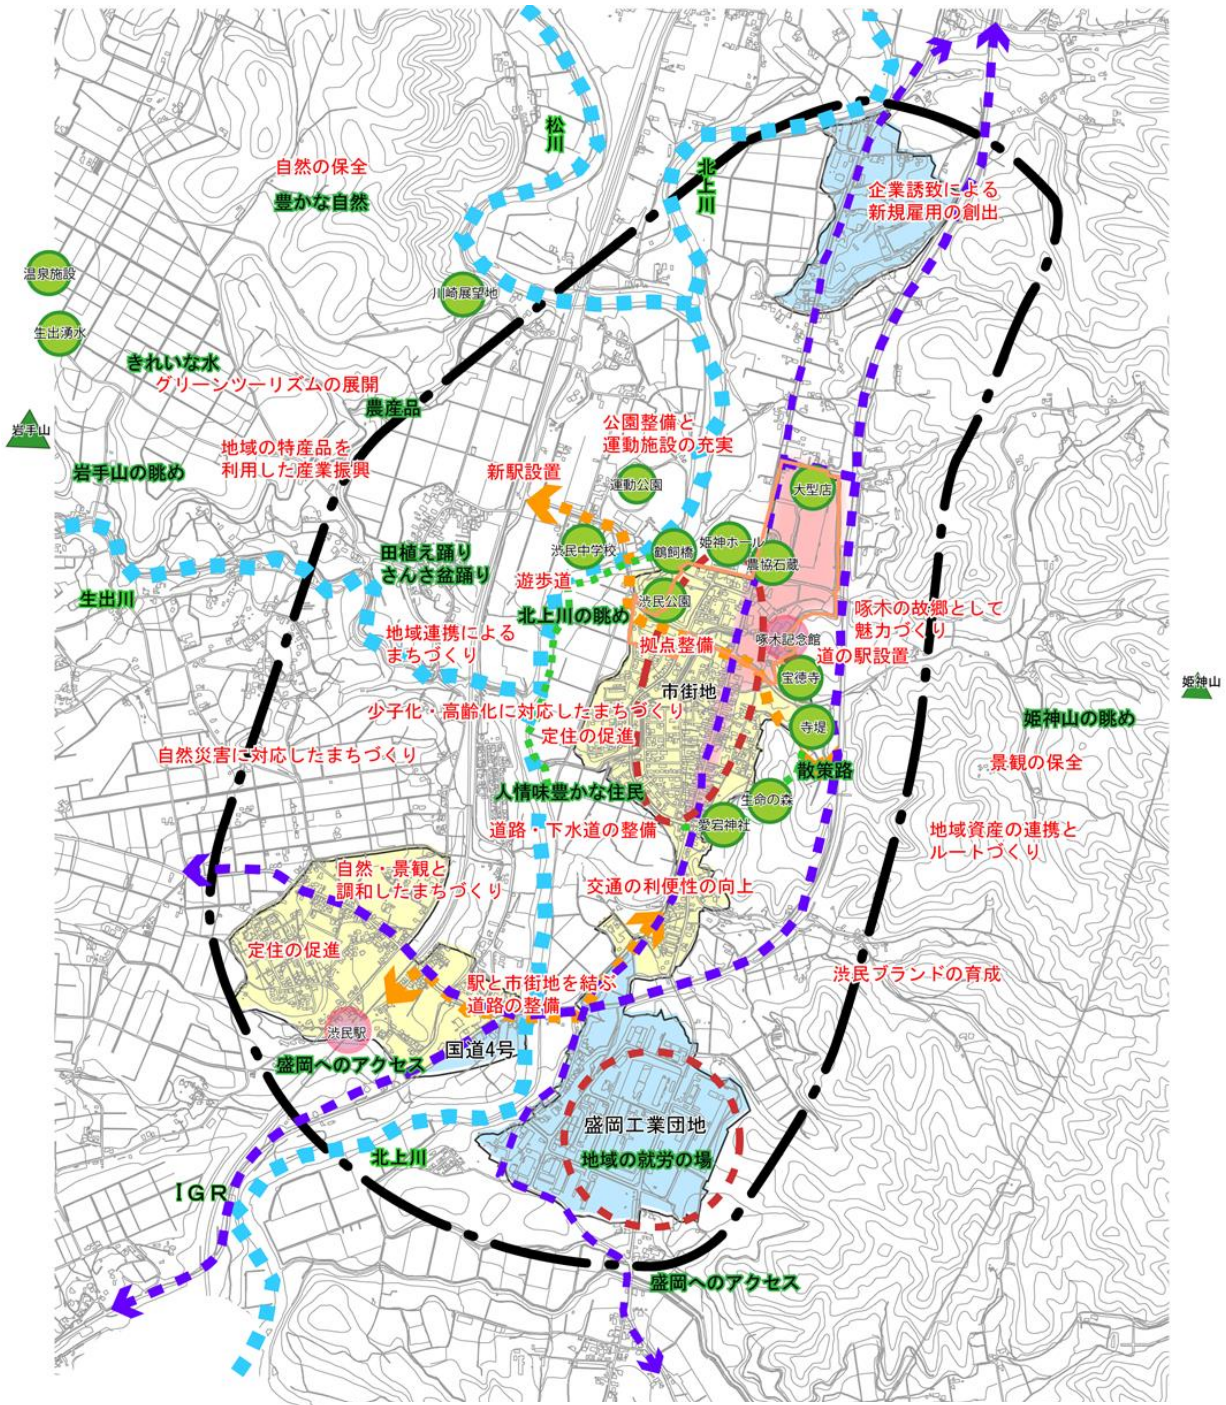 松川
自然の保全
豊かな自然
北上川
企業誘致による
新規雇用の創出
温泉施設
川崎展望地
生出湧水
きれいな水
グリーンツーリズムの展開
農産品
岩手山
公園整備と
運動施設の充実
地域の特産品を
利用した産業振興
岩手山の眺め
新駅設置
運動公園
大型店
渋民中学校
鶴飼橋
姫神ホール
農協石蔵
田植え踊り
さんさ盆踊り
遊歩道
生出川
北上川の眺め
渋民公園
啄木の故郷として
魅力づくり
地域連携による
まちづくり
拠点整備
啄木記念館
道の駅設置
宝徳寺
市街地
姫神山
少子化・高齢化に対応したまちづくり
定住の促進
寺堤
姫神山の眺め
自然災害に対応したまちづくり
散策路
景観の保全
人情味豊かな住民
生命の森
道路・下水道の整備
愛宕神社
地域資産の連携と
ルートづくり
自然・景観と
調和したまちづくり
交通の利便性の向上
定住の促進
駅と市街地を結ぶ
道路の整備
渋民ブランドの育成
渋民駅
国道4号
盛岡へのアクセス
盛岡工業団地
地域の就労の場
北上川
IGR
盛岡へのアクセス